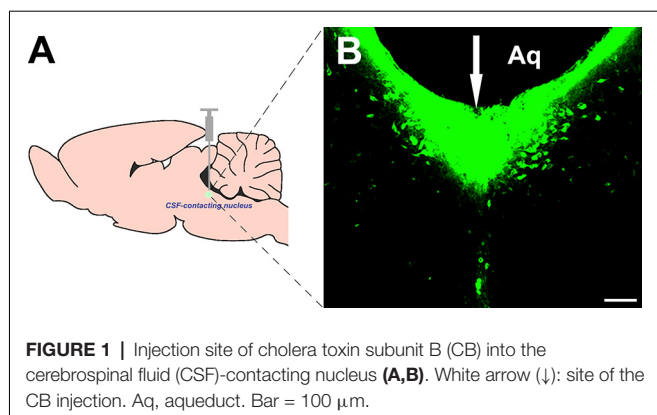 A
B
Aq
CSF-contacting nucleus
FIGURE 1 | Injection site of cholera toxin subunit B (CB) into the
cerebrospinal fluid (CSF)-contacting nucleus (A,B). White arrow (↓): site of the
CB injection. Aq, aqueduct. Bar = 100 μm.